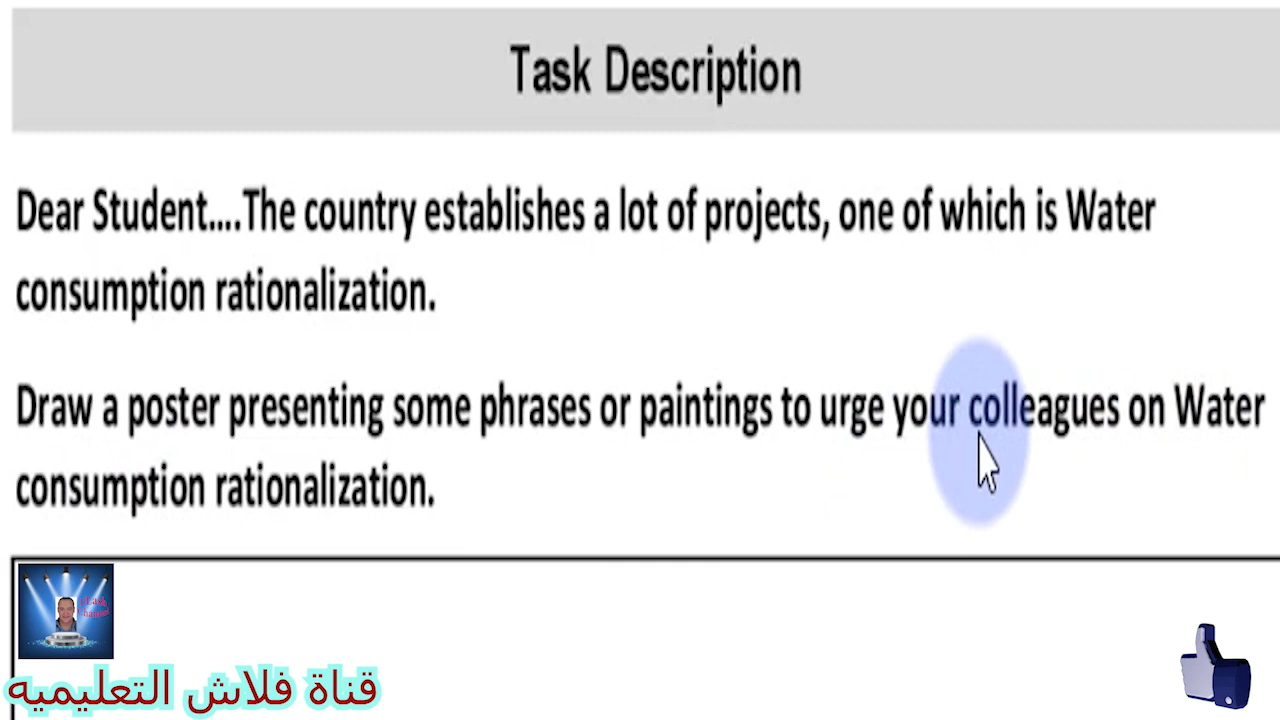 Task Description
Dear Student....The country establishes a lot of projects, one of which is Water
consumption rationalization.
Draw a poster presenting some phrases or paintings to urge your colleagues on Water
consumption rationalization.
قناة فلاش التعليميه